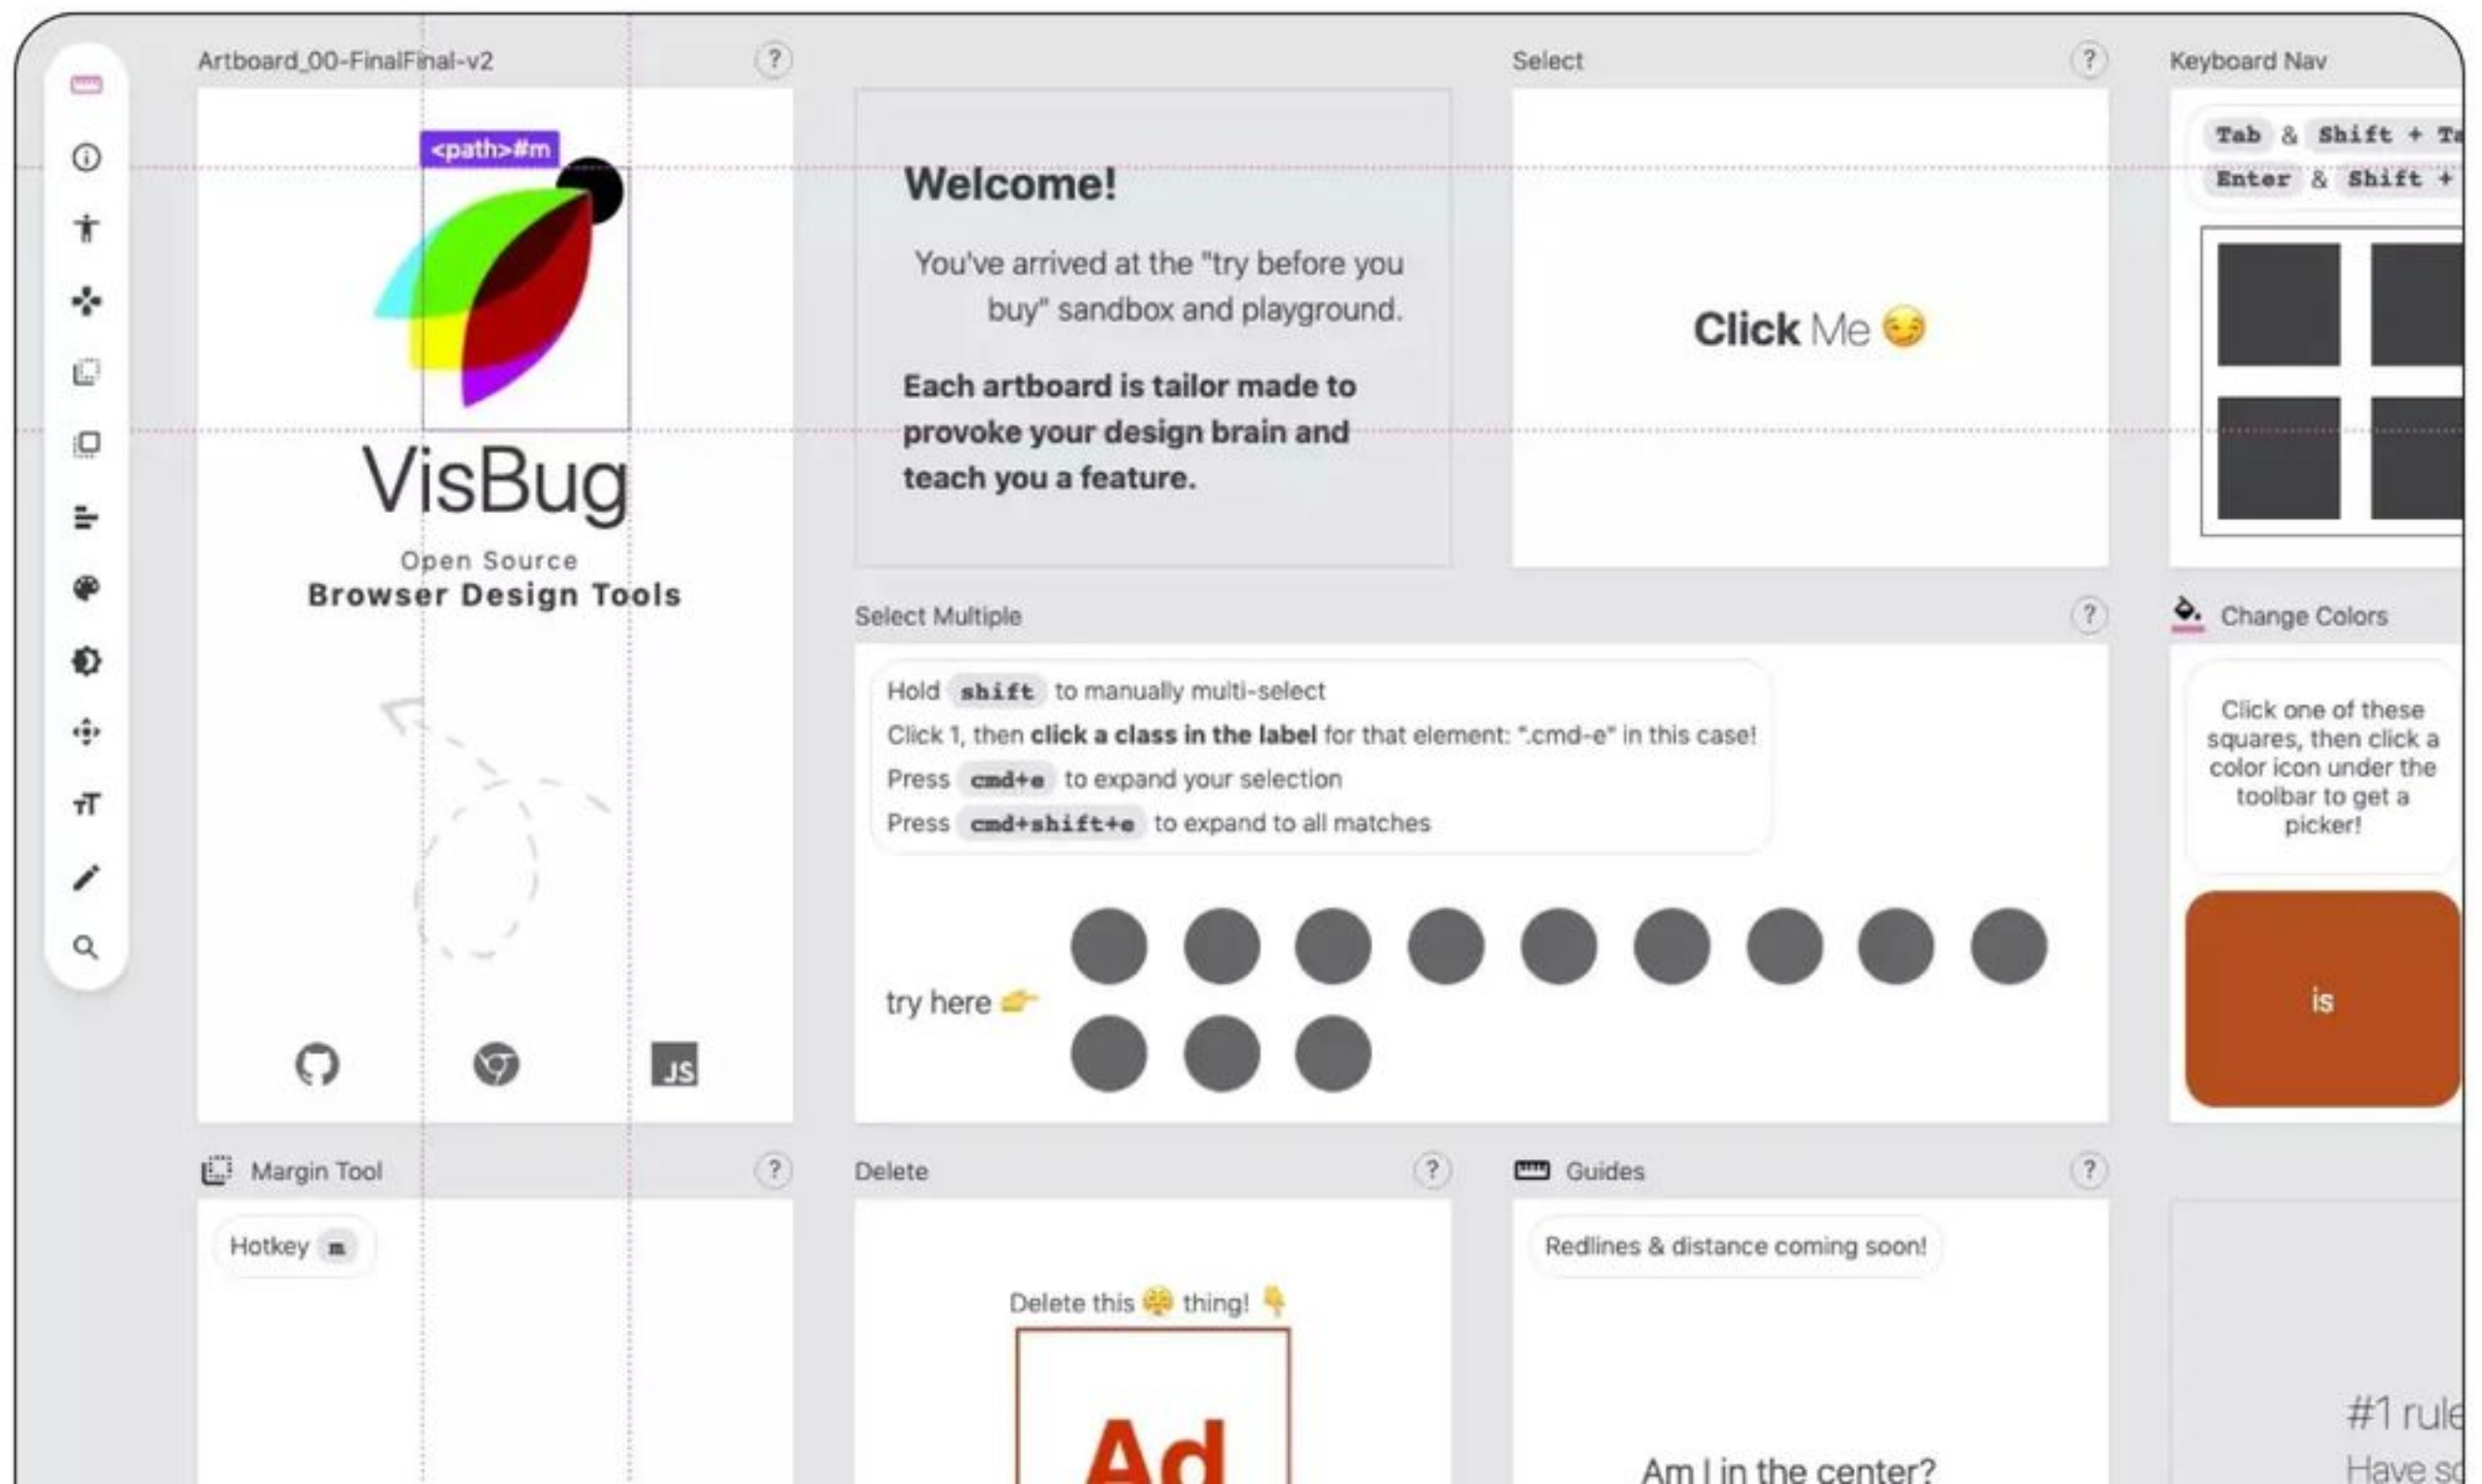 Artboard_00-FinalFinal-v2
?
<path>#m
VisBug
Open Source
Browser Design Tools
JS
Welcome!
You've arrived at the "try before you
buy" sandbox and playground.
Each artboard is tailor made to
provoke your design brain and
teach you a feature.
Select
?
Click Me 😏
Keyboard Nav
Tab & Shift + Ta
Enter & Shift +
Select Multiple
?
Hold shift to manually multi-select
Click 1, then click a class in the label for that element: ".cmd-e" in this case!
Press cmd+e to expand your selection
Press cmd+shift+e to expand to all matches
try here 👉
Change Colors
Click one of these
squares, then click a
color icon under the
toolbar to get a
picker!
is
Margin Tool
?
Hotkey m
Delete
?
Delete this 😤 thing! 👇
Ad
Guides
?
Redlines & distance coming soon!
Am I in the center?
#1 rule
Have so